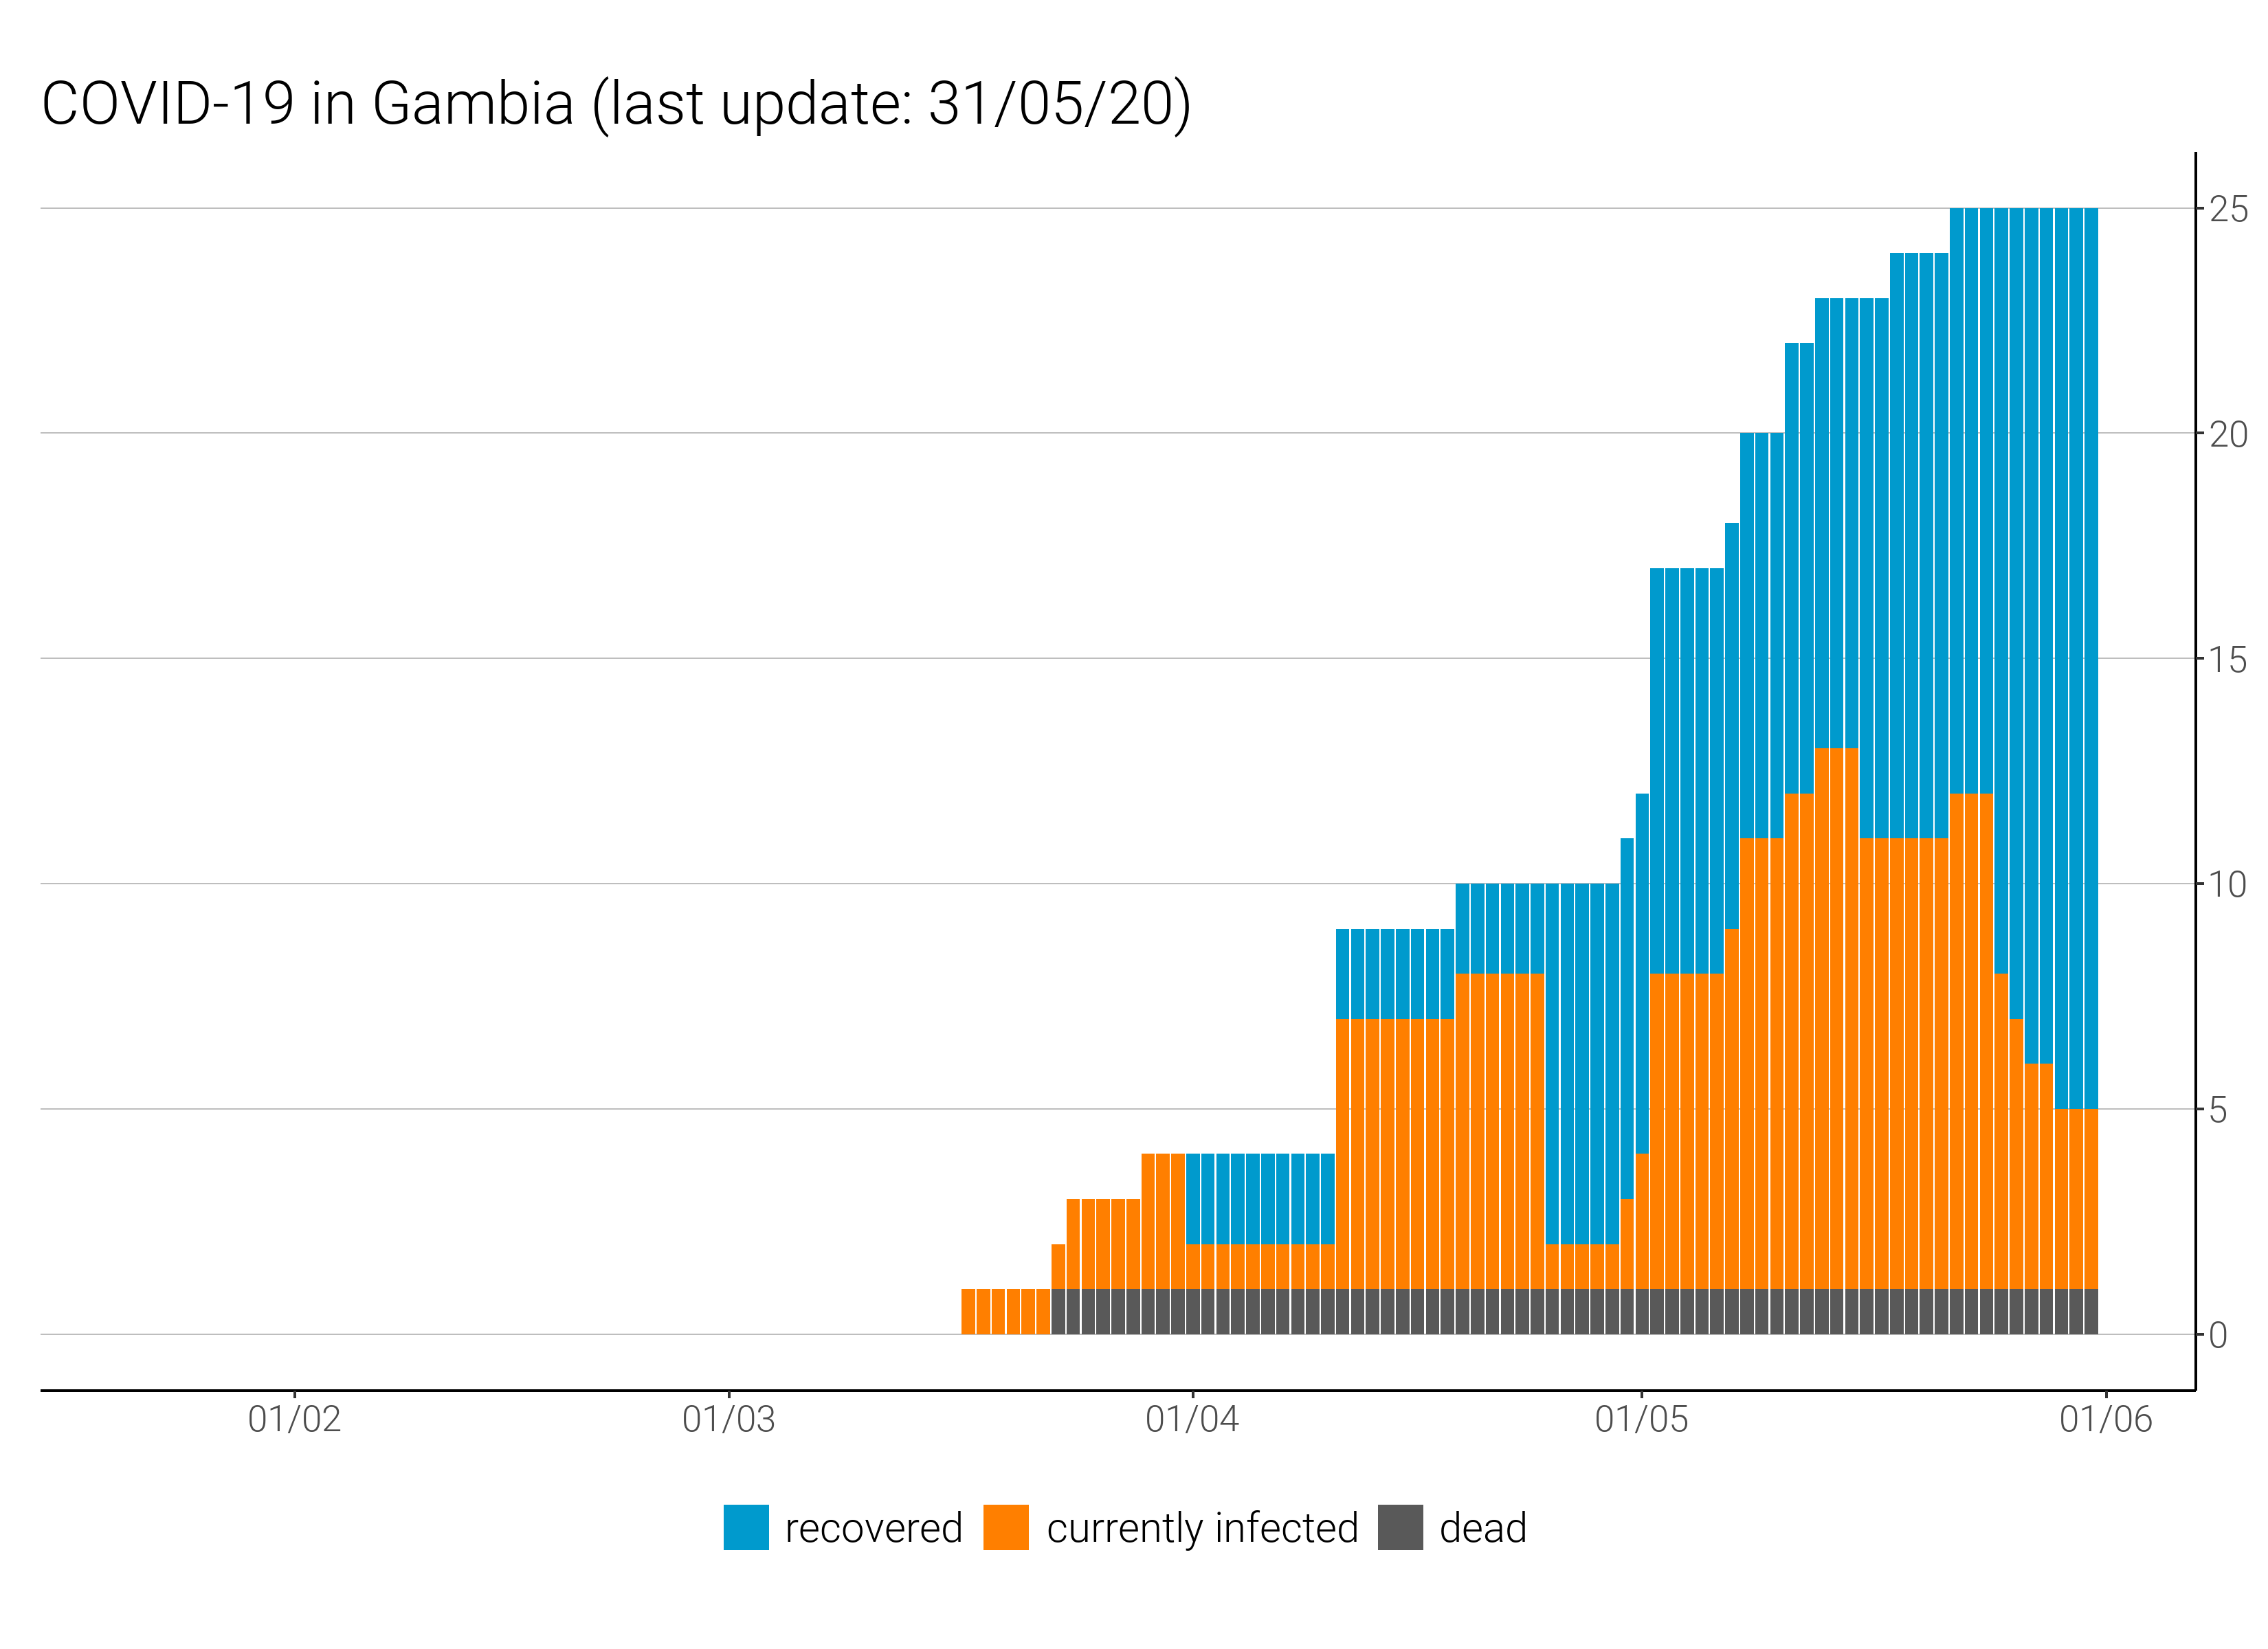 COVID-19 in Gambia (last update: 31/05/20)
25
20
15
10
5
0
01/02 01/03 01/04 01/05 01/06
recovered currently infected dead